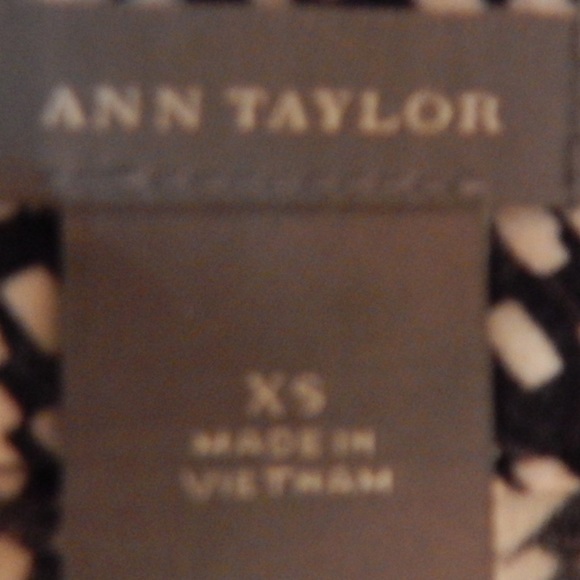 ANN TAYLOR
XS
MADE IN
VIETNAM